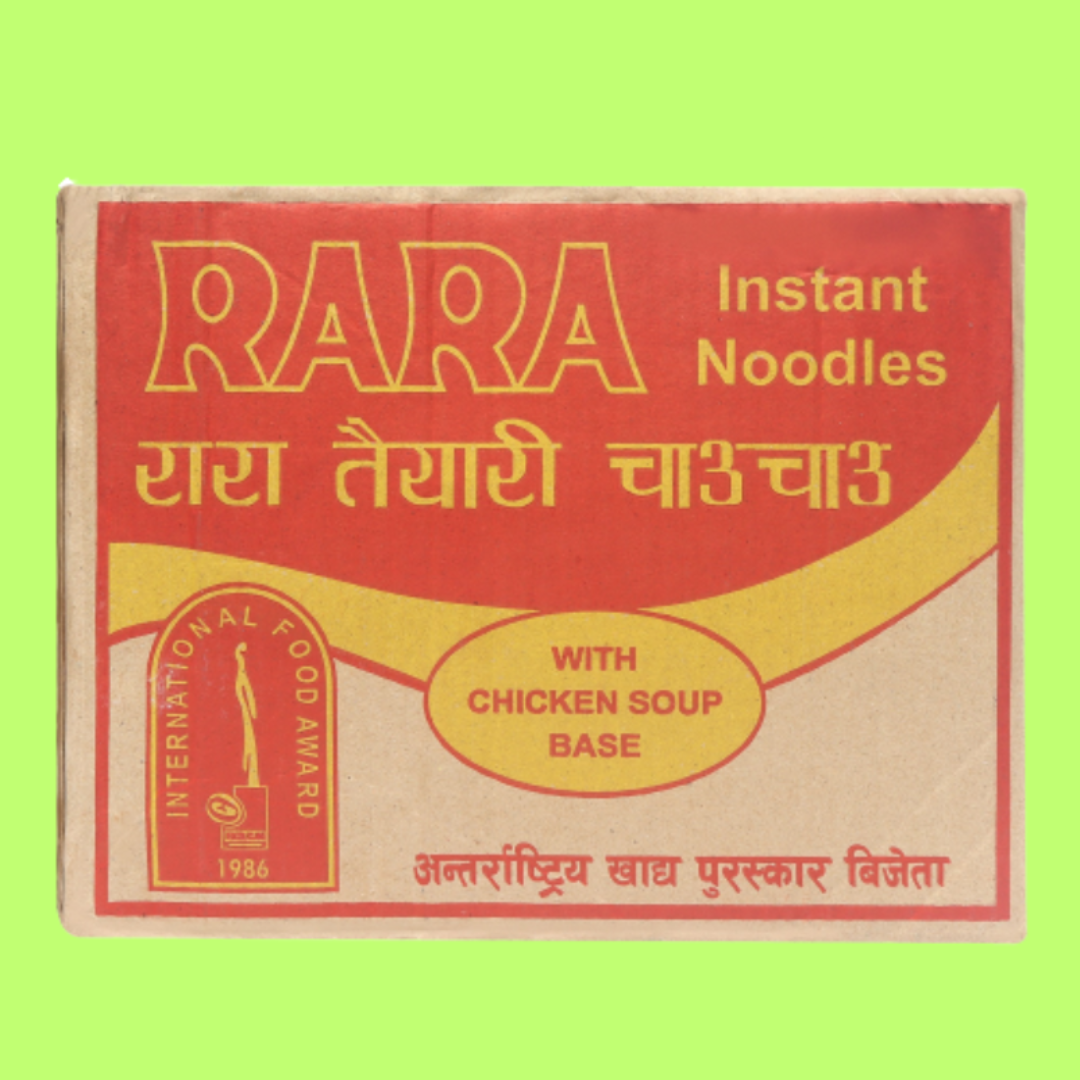 RARA
Instant
Noodles
रारा तैयारी चाउचाउ
INTERNATIONAL FOOD AWARD
1986
WITH
CHICKEN SOUP
BASE
अन्तर्राष्ट्रिय खाद्य पुरस्कार बिजेता